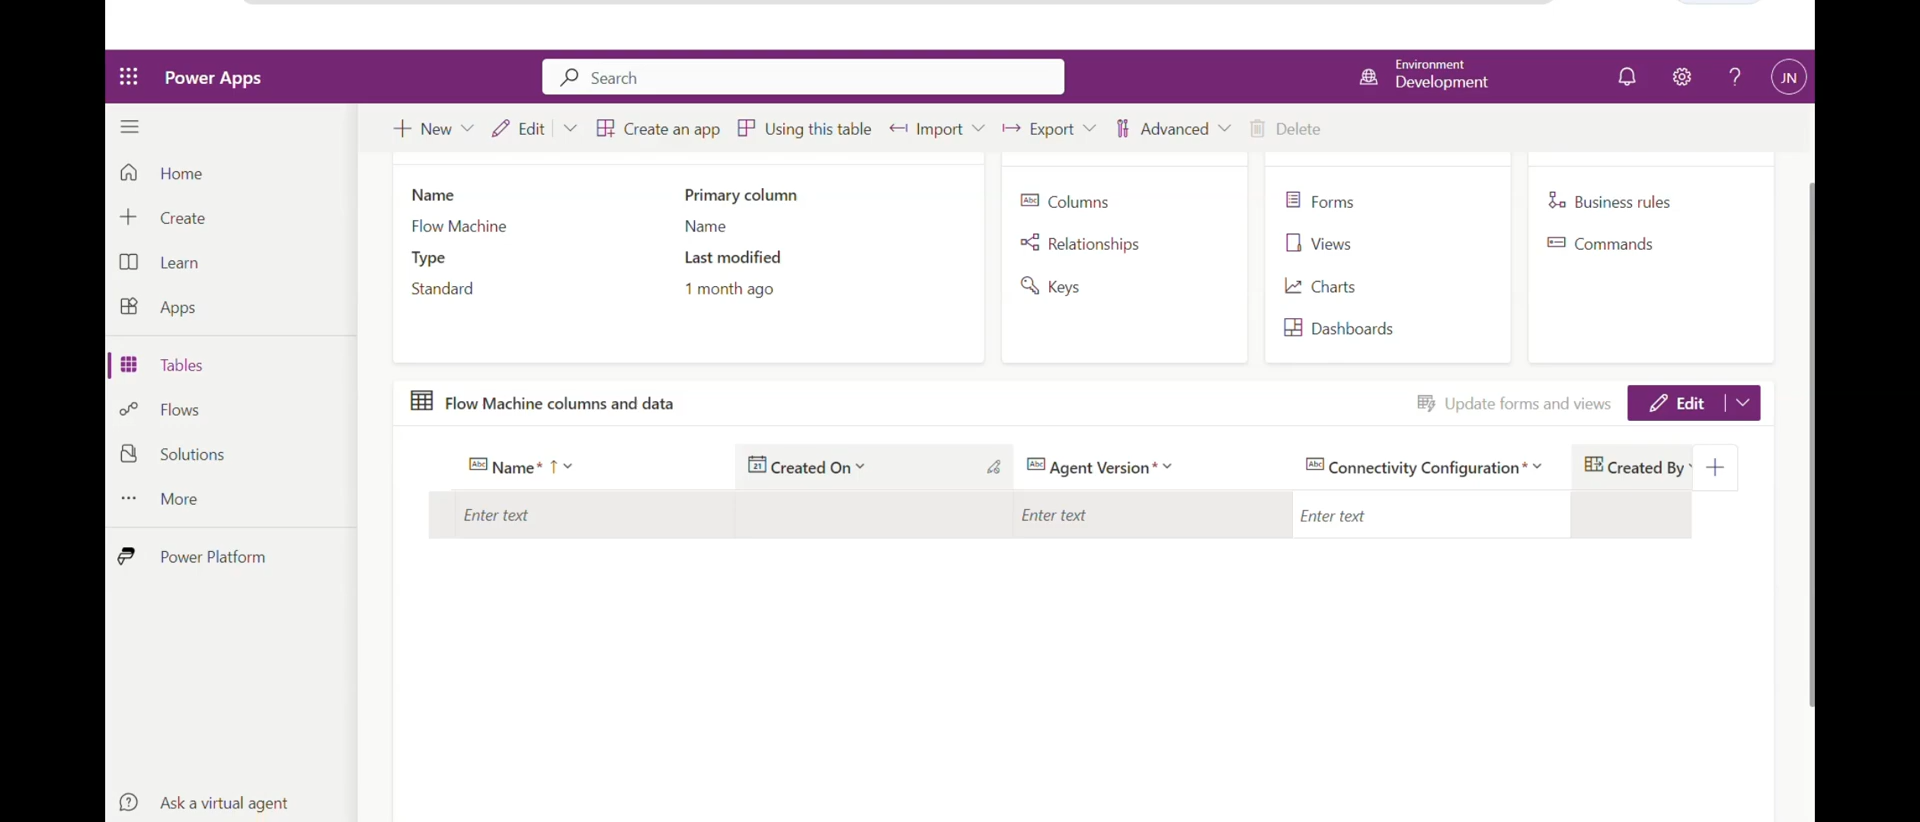 Power Apps
Search
Environment
Development
JN
New
Edit
Create an app
Using this table
Import
Export
Advanced
Delete
Home
Create
Learn
Apps
Tables
Flows
Solutions
More
Power Platform
Ask a virtual agent
Name
Primary column
Flow Machine
Name
Type
Last modified
Standard
1 month ago
Columns
Relationships
Keys
Forms
Views
Charts
Dashboards
Business rules
Commands
Flow Machine columns and data
Update forms and views
Edit
Abc Name*
21 Created On
Abc Agent Version*
Abc Connectivity Configuration*
Created By
Enter text
Enter text
Enter text